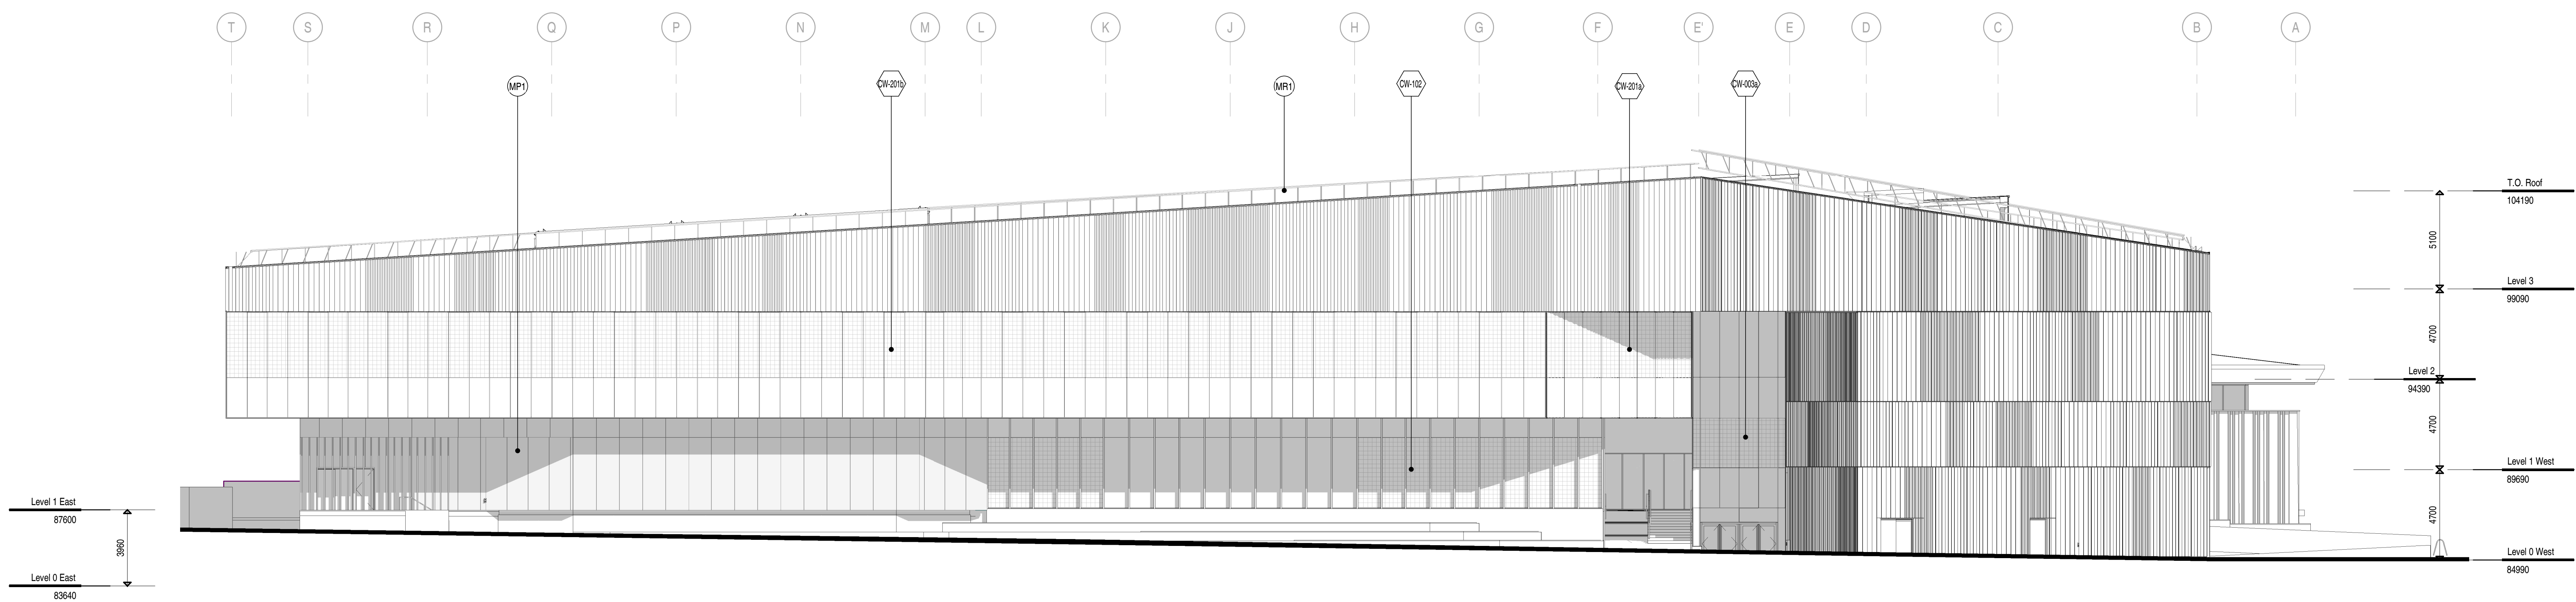 T S R Q P N M L K J H G F E' E D C B A
MP1 CW-201b MR1 CW-102 CW-201a CW-003a
T.O. Roof
104190
5100
Level 3
99090
4700
Level 2
94390
4700
Level 1 West
89690
4700
Level 0 West
84990
Level 1 East
87600
3960
Level 0 East
83640